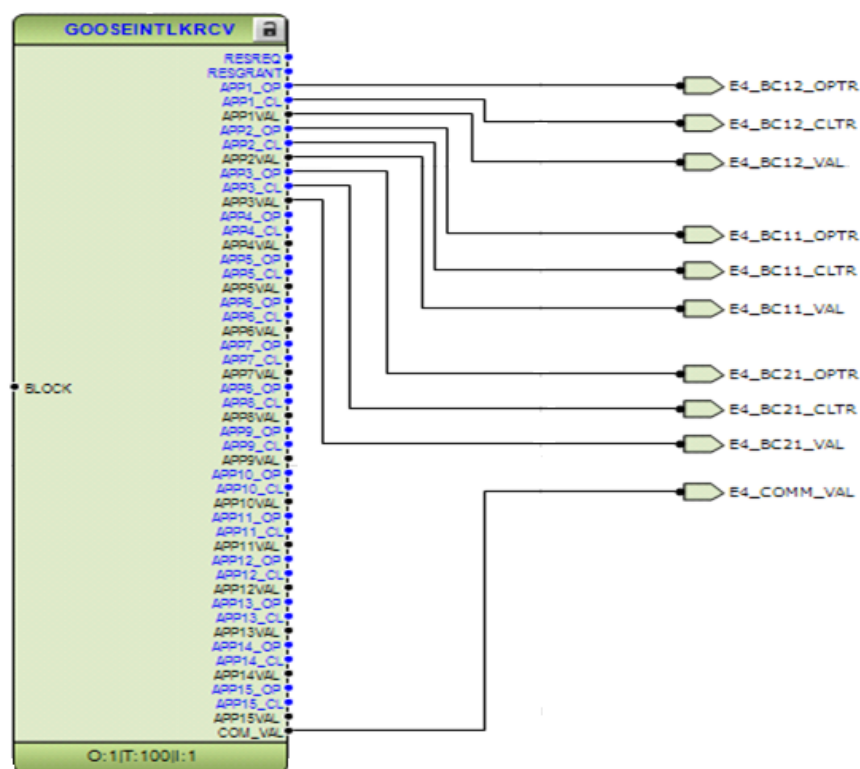 GOOSEINTLKRCV
RESREQ
RESGRANT
APP1_OP
APP1_CL
APP1VAL
APP2_OP
APP2_CL
APP2VAL
APP3_OP
APP3_CL
APP3VAL
APP4_OP
APP4_CL
APP4VAL
APP5_OP
APP5_CL
APP5VAL
APP6_OP
APP6_CL
APP6VAL
APP7_OP
APP7_CL
APP7VAL
APP8_OP
APP8_CL
APP8VAL
APP9_OP
APP9_CL
APP9VAL
APP10_OP
APP10_CL
APP10VAL
APP11_OP
APP11_CL
APP11VAL
APP12_OP
APP12_CL
APP12VAL
APP13_OP
APP13_CL
APP13VAL
APP14_OP
APP14_CL
APP14VAL
APP15_OP
APP15_CL
APP15VAL
COM_VAL
BLOCK
O:1|T:100|I:1
E4_BC12_OPTR
E4_BC12_CLTR
E4_BC12_VAL
E4_BC11_OPTR
E4_BC11_CLTR
E4_BC11_VAL
E4_BC21_OPTR
E4_BC21_CLTR
E4_BC21_VAL
E4_COMM_VAL